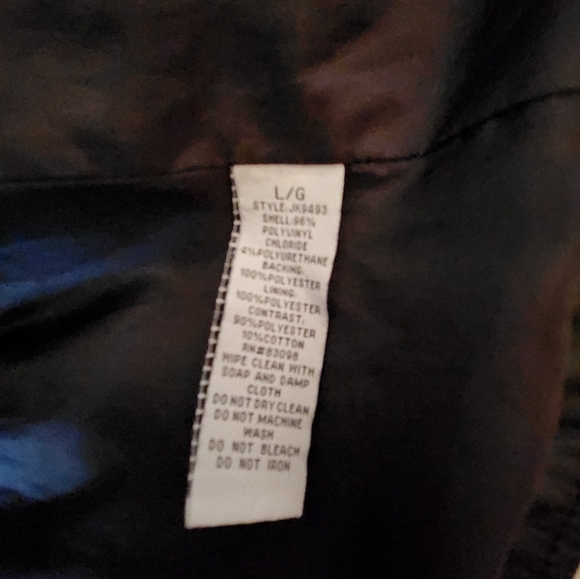 L/G
STYLE:JK9493
SHELL:96%
POLYVINYL
CHLORIDE
4%POLYURETHANE
BACKING:
100%POLYESTER
LINING:
100%POLYESTER
CONTRAST:
90%POLYESTER
10%COTTON
RN#83098
WIPE CLEAN WITH
SOAP AND DAMP
CLOTH
DO NOT DRY CLEAN
DO NOT MACHINE
WASH
DO NOT BLEACH
DO NOT IRON